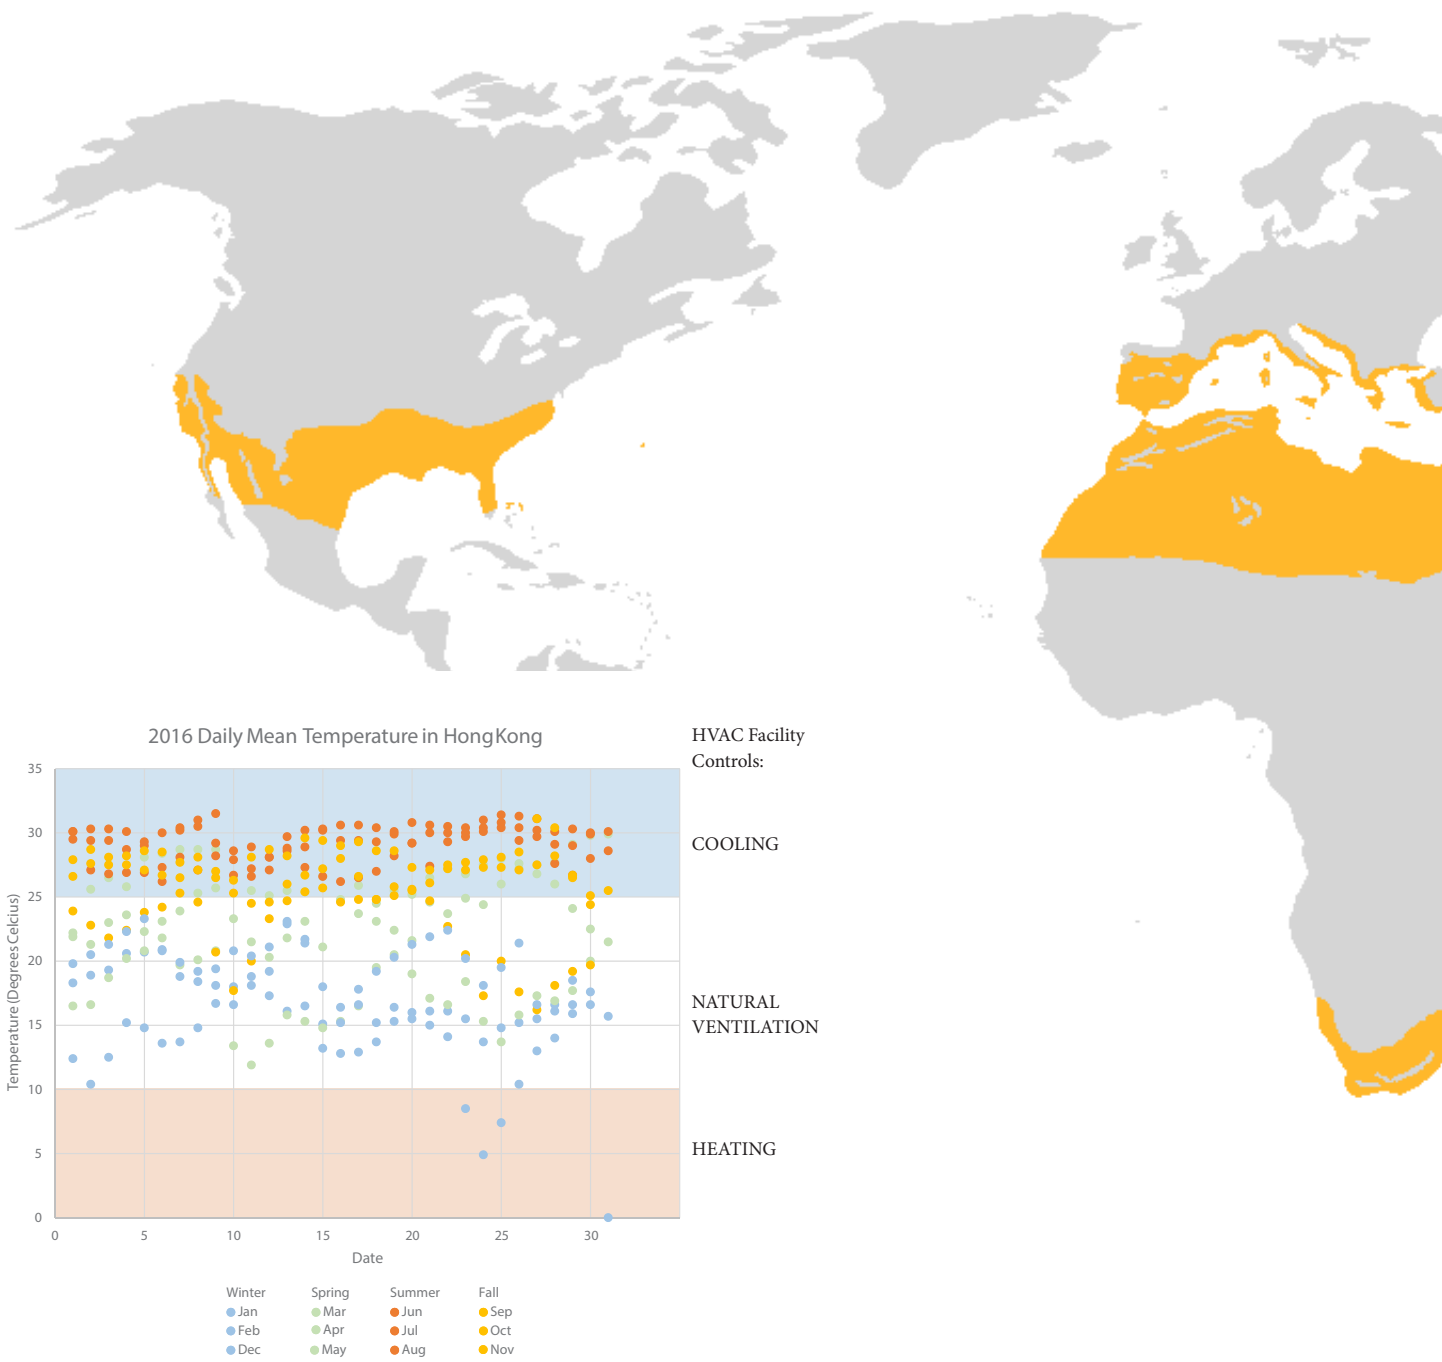 2016 Daily Mean Temperature in HongKong
HVAC Facility
Controls:
35
30
25
20
15
10
5
0
COOLING
NATURAL
VENTILATION
HEATING
Temperature (Degrees Celcius)
0 5 10 15 20 25 30
Date
Winter Spring Summer Fall
Jan Mar Jun Sep
Feb Apr Jul Oct
Dec May Aug Nov